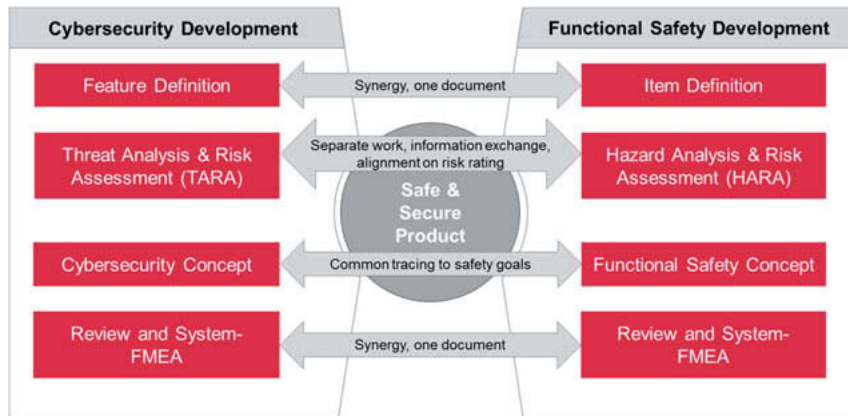 Cybersecurity Development
Functional Safety Development
Feature Definition
Synergy, one document
Item Definition
Threat Analysis & Risk
Assessment (TARA)
Separate work, information exchange,
alignment on risk rating
Hazard Analysis & Risk
Assessment (HARA)
Safe &
Secure
Product
Cybersecurity Concept
Common tracing to safety goals
Functional Safety Concept
Review and System-
FMEA
Synergy, one document
Review and System-
FMEA